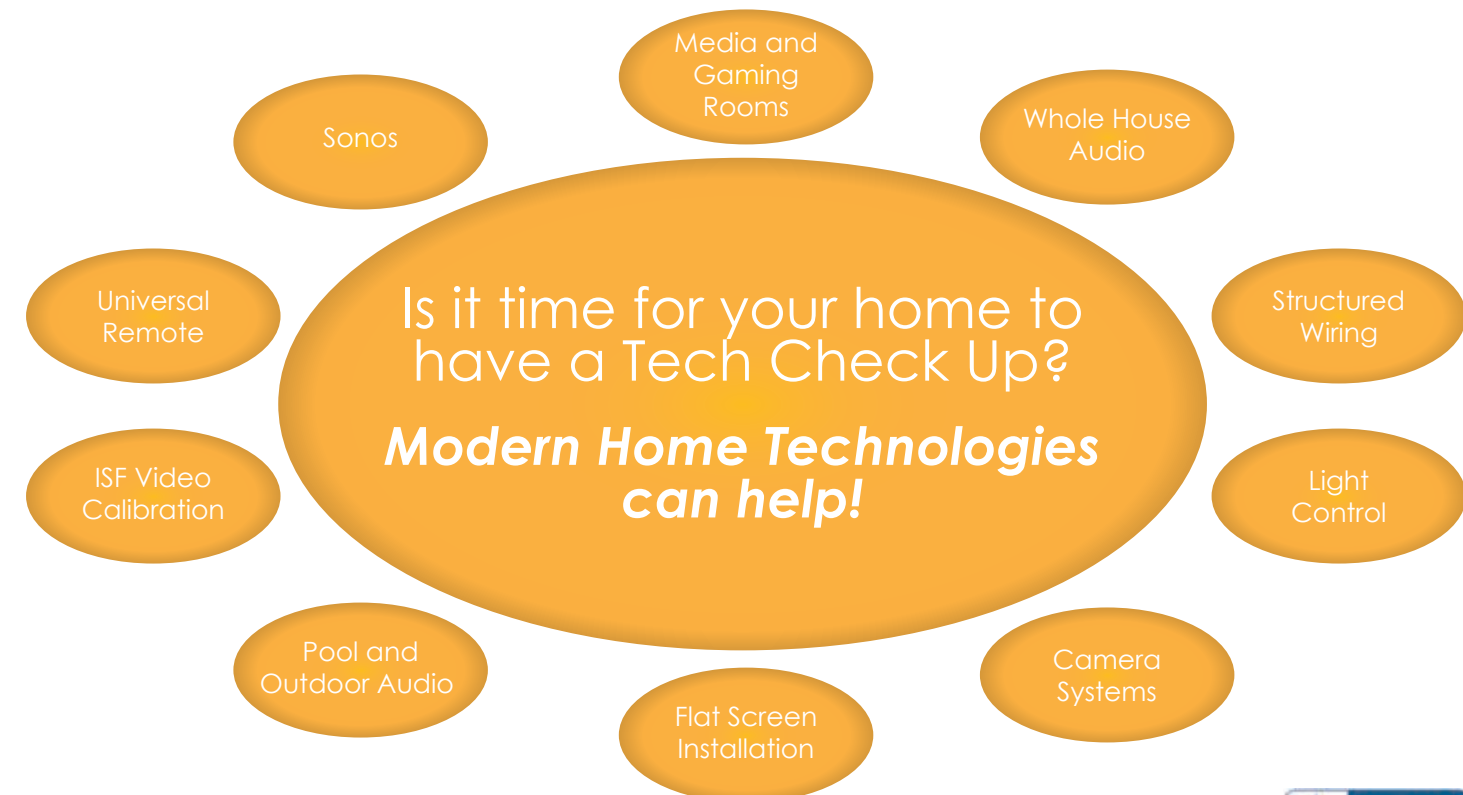 Media and
Gaming
Rooms
Sonos
Whole House
Audio
Universal
Remote
Structured
Wiring
Is it time for your home to
have a Tech Check Up?
Modern Home Technologies
can help!
ISF Video
Calibration
Light
Control
Pool and
Outdoor Audio
Camera
Systems
Flat Screen
Installation